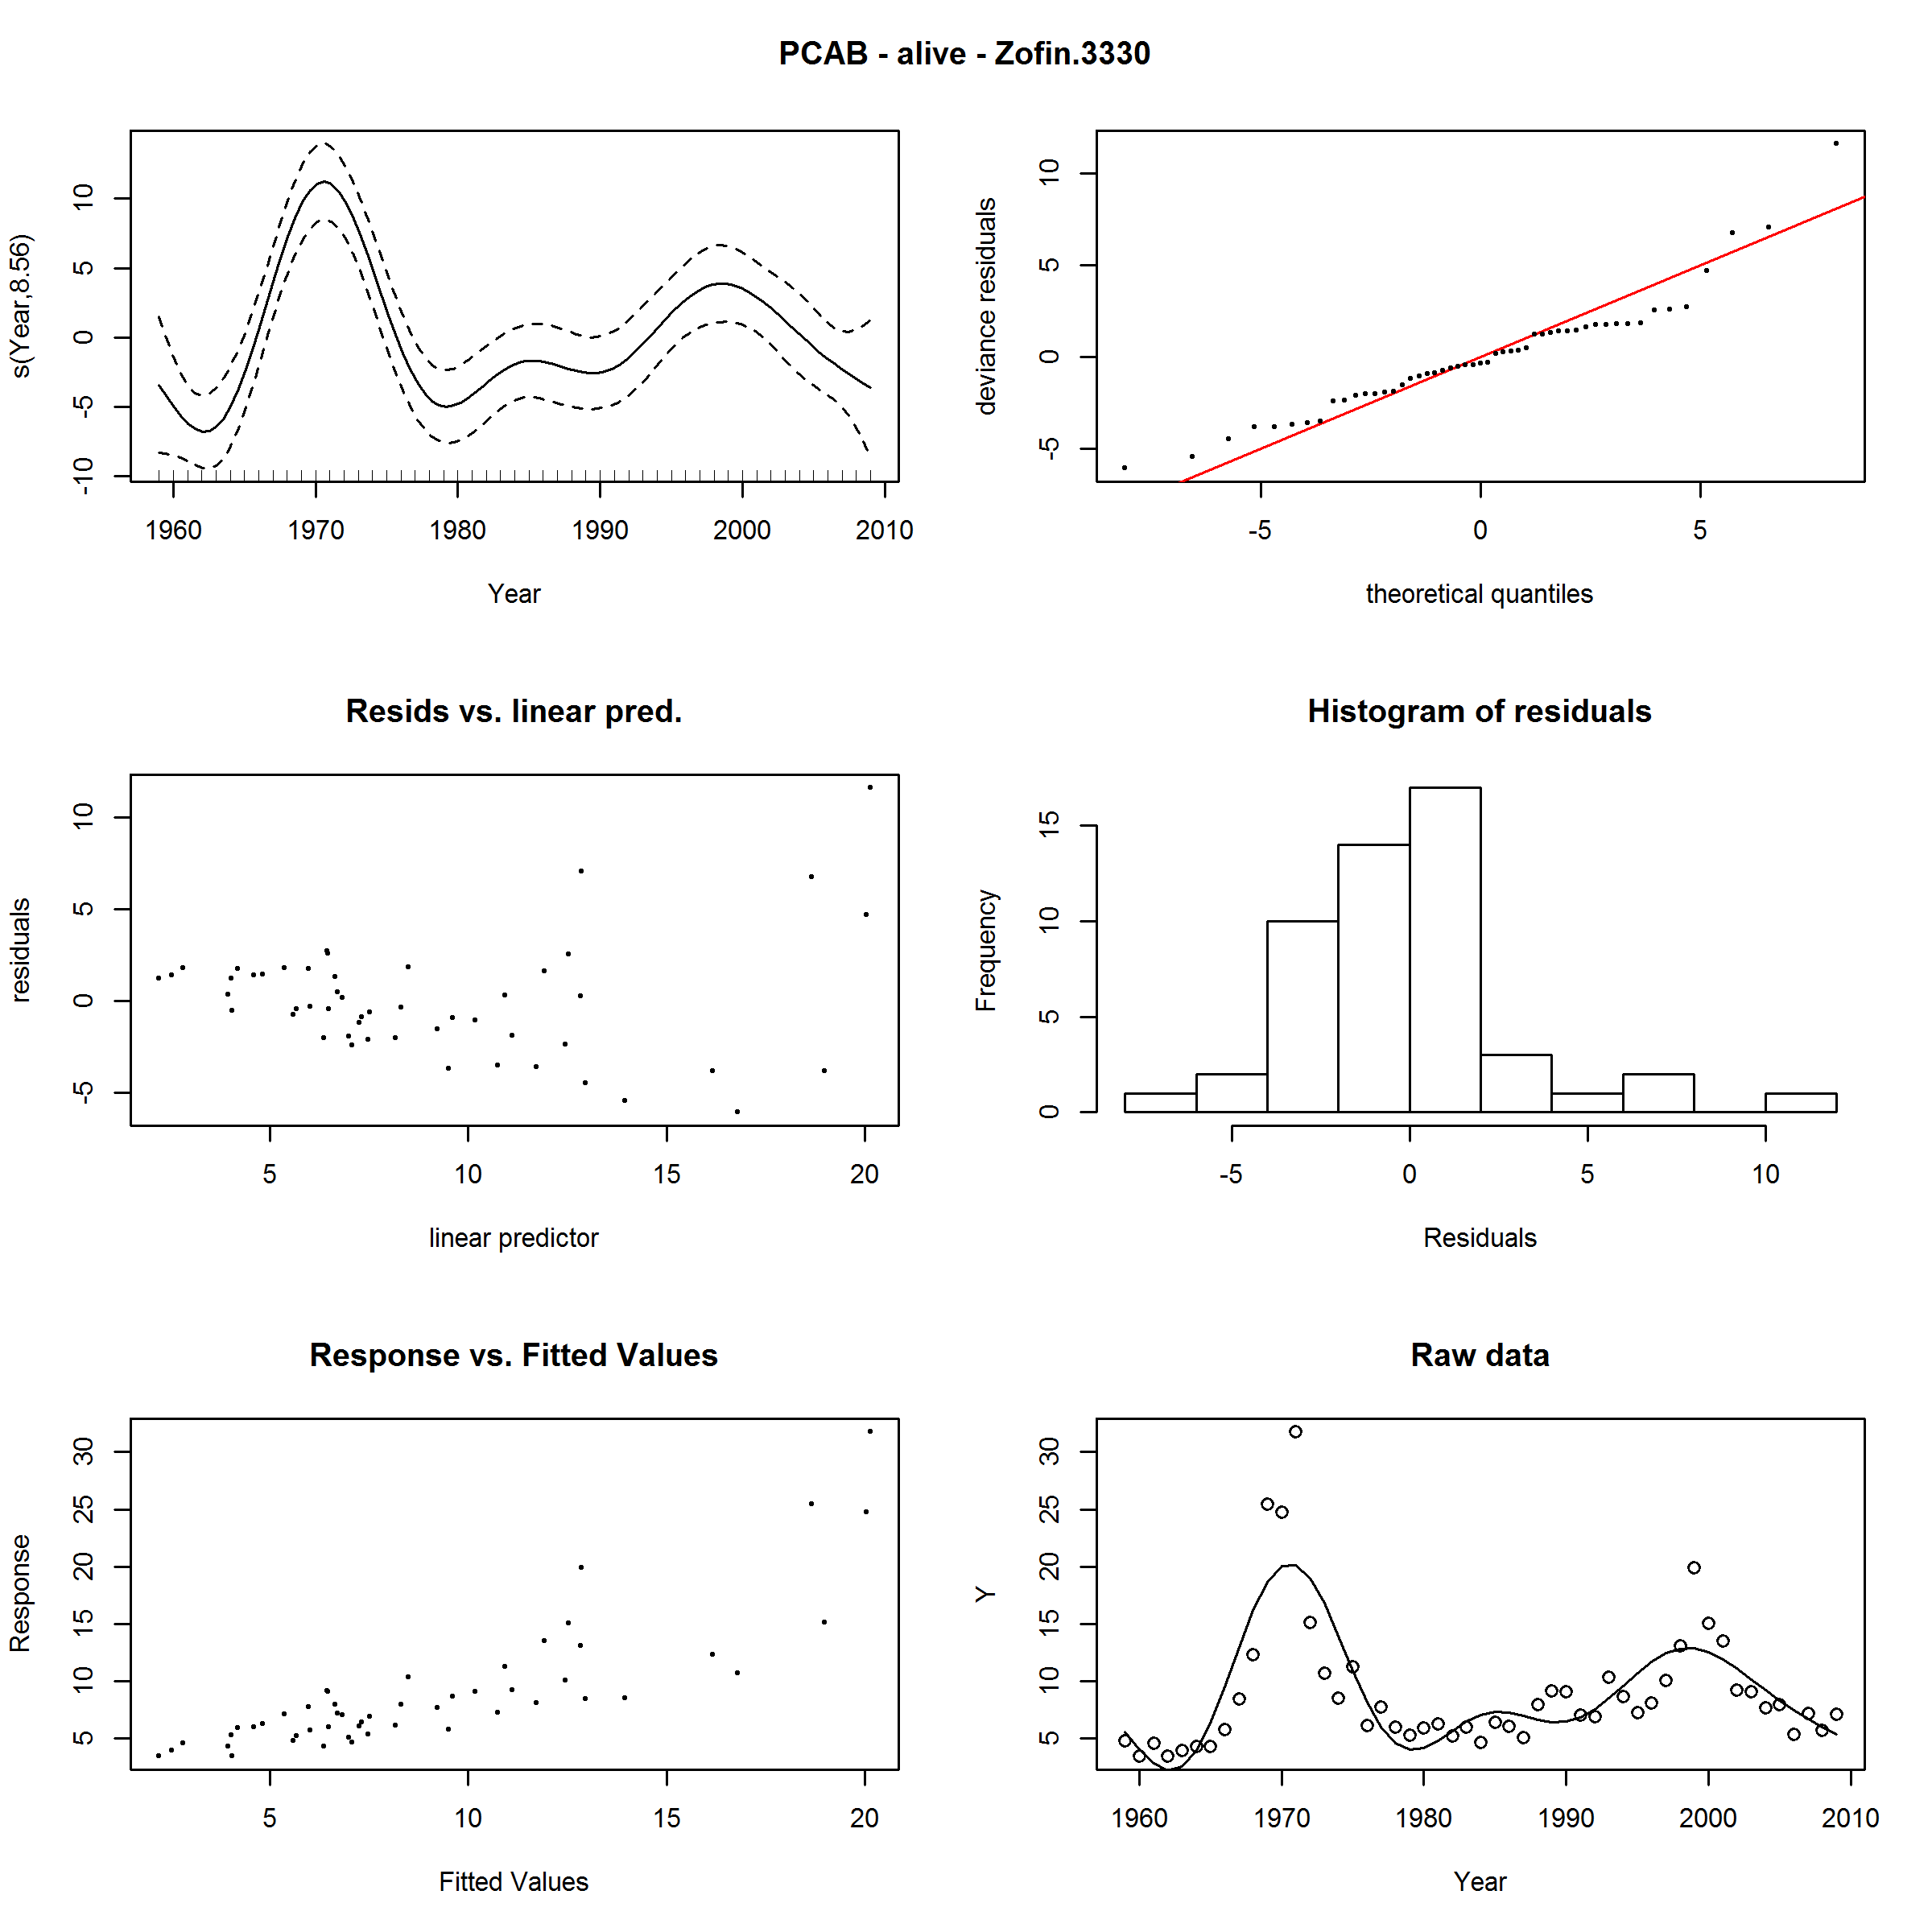 PCAB - alive - Zofin.3330
s(Year,8.56)
10
5
0
-5
-10
1960 1970 1980 1990 2000 2010
Year
deviance residuals
10
5
0
-5
-5 0 5
theoretical quantiles
Resids vs. linear pred.
residuals
10
5
0
-5
5 10 15 20
linear predictor
Histogram of residuals
Frequency
15
10
5
0
-5 0 5 10
Residuals
Response vs. Fitted Values
Response
30
25
20
15
10
5
5 10 15 20
Fitted Values
Raw data
Y
30
25
20
15
10
5
1960 1970 1980 1990 2000 2010
Year